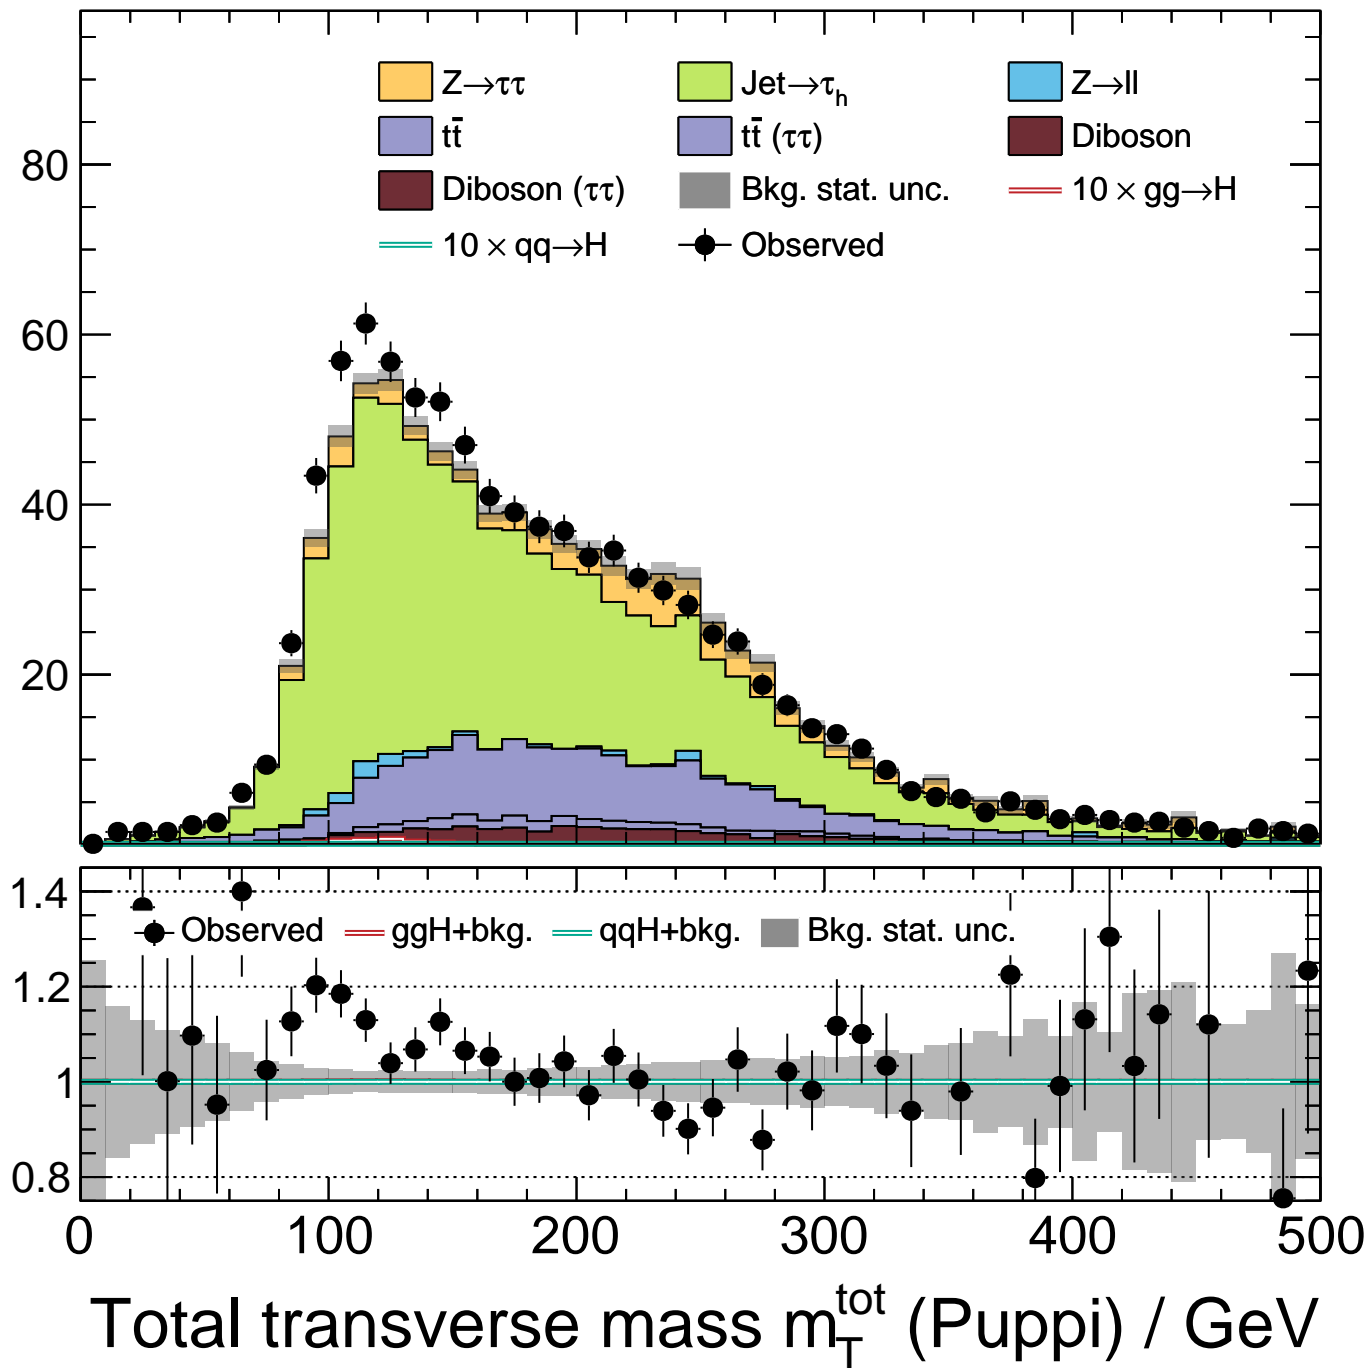 Z→ττ Jet→τh Z→ll
tt̄ tt̄ (ττ) Diboson
Diboson (ττ) Bkg. stat. unc. 10 × gg→H
10 × qq→H Observed
80
60
40
20
1.4
Observed ggH+bkg. qqH+bkg. Bkg. stat. unc.
1.2
1
0.8
0 100 200 300 400 500
Total transverse mass m_T^tot (Puppi) / GeV